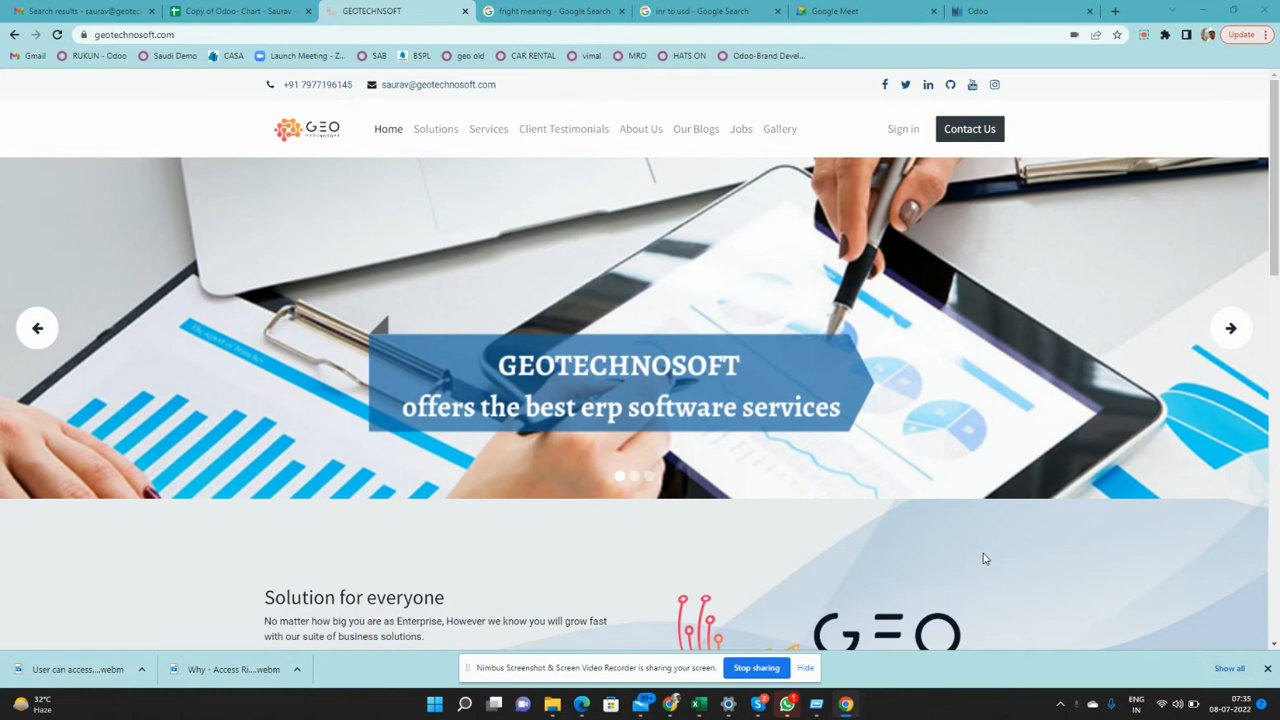 Search results - saurav@geotec
Copy of Odoo- Chart - Saurav -
GEOTECHNOSOFT
fright meaning - Google Search
inr to usd - Google Search
Google Meet
Odoo
geotechnosoft.com
Update
Gmail
RUKUN - Odoo
Saudi Demo
CASA
Launch Meeting - Z...
SAB
BSPL
geo old
CAR RENTAL
vimal
MRO
HATS ON
Odoo-Brand Devel...
+91 7977196145
saurav@geotechnosoft.com
GEO
TECHNOSOFT
Home
Solutions
Services
Client Testimonials
About Us
Our Blogs
Jobs
Gallery
Sign in
Contact Us
GEOTECHNOSOFT
offers the best erp software services
Solution for everyone
No matter how big you are as Enterprise, However we know you will grow fast
with our suite of business solutions.
GEO
User can access....webm
Why - Access Ri....webm
Nimbus Screenshot & Screen Video Recorder is sharing your screen.
Stop sharing
Hide
Show all
32°C
Haze
99+
2
1
ENG
IN
07:35
08-07-2022